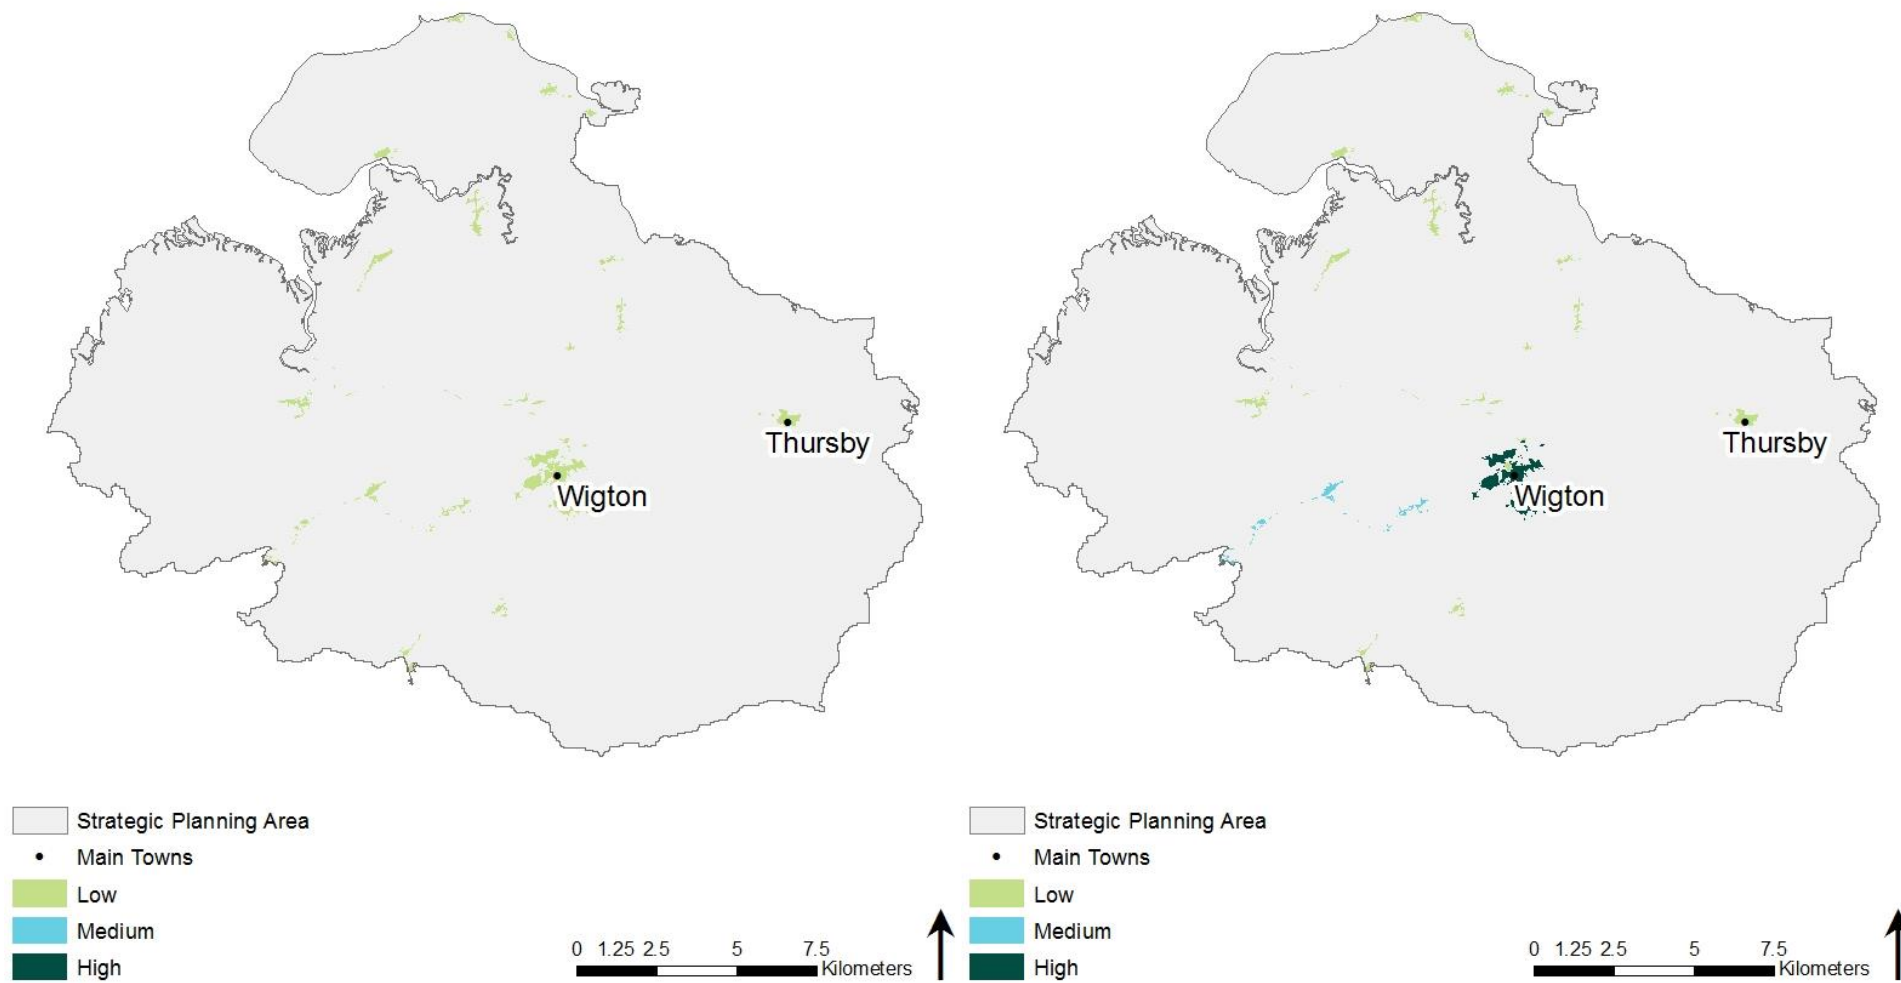 Thursby
Wigton
Strategic Planning Area
Main Towns
Low
Medium
High
0 1.25 2.5 5 7.5
Kilometers
Thursby
Wigton
Strategic Planning Area
Main Towns
Low
Medium
High
0 1.25 2.5 5 7.5
Kilometers